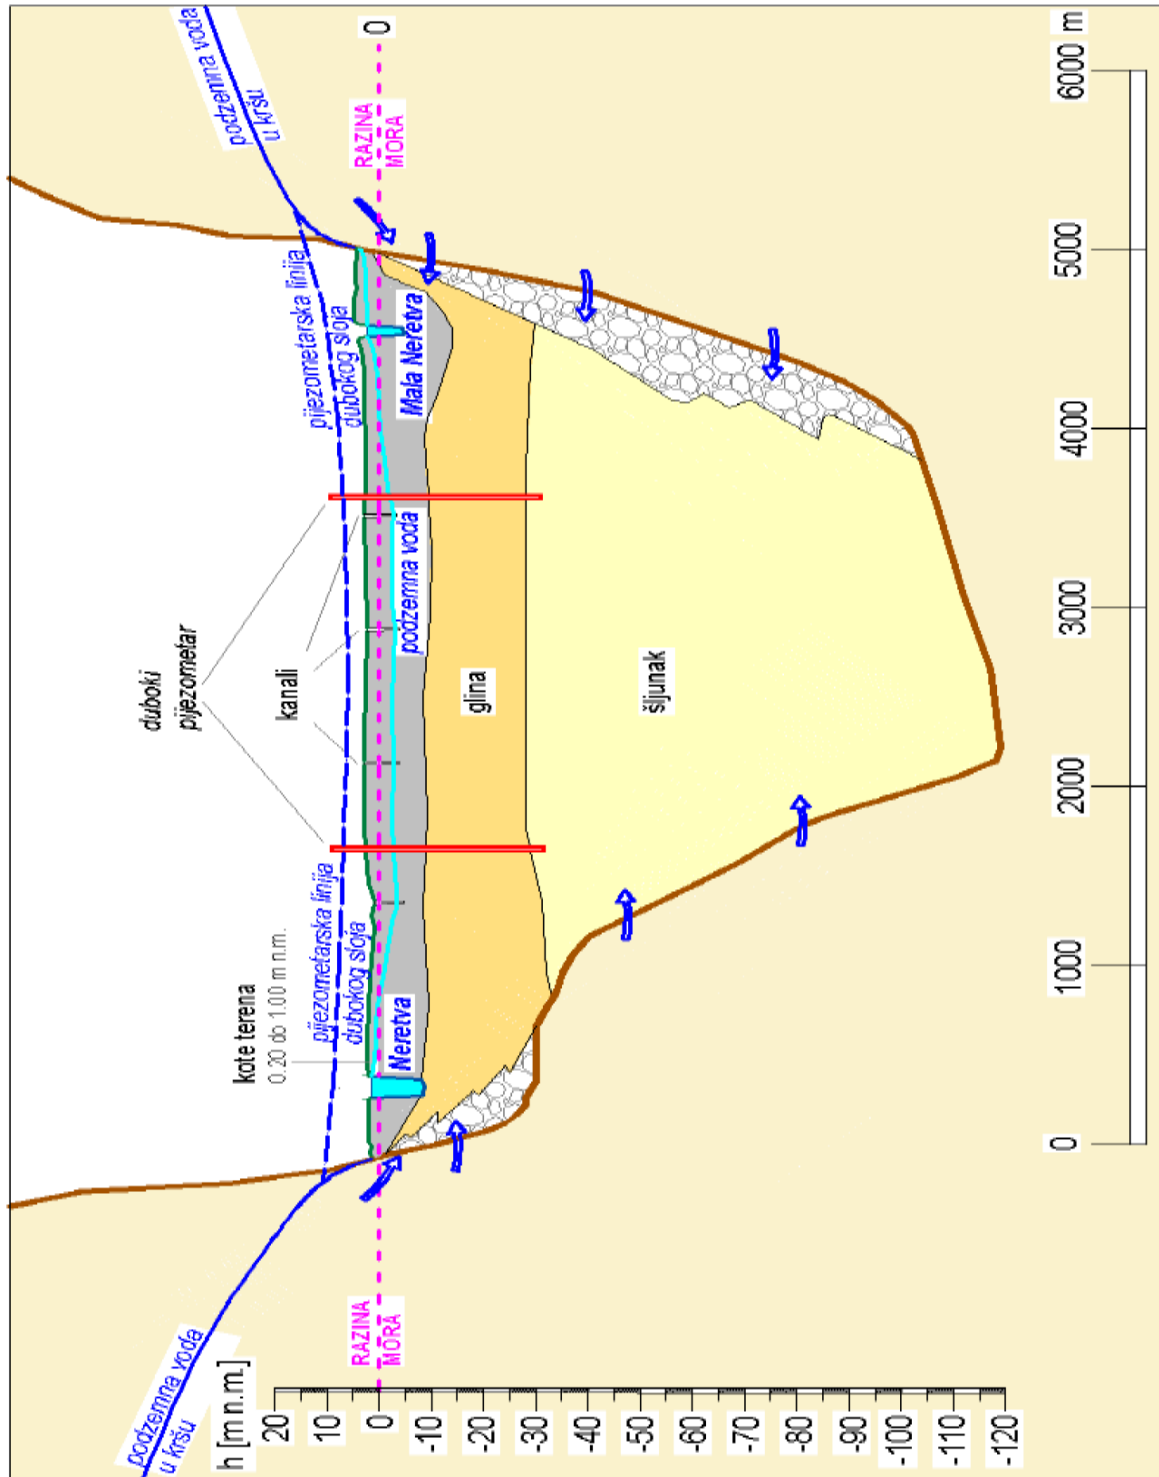 podzemna voda
u kršu
podzemna voda
u kršu
h [m n.m.]
20
10
0
-10
-20
-30
-40
-50
-60
-70
-80
-90
-100
-110
-120
RAZINA
MORA
RAZINA
MORA
0
kote terena
0.20 do 1.00 m n.m.
duboki
pijezometar
kanali
pijezometarska linija
dubokog sloja
pijezometarska linija
dubokog sloja
Neretva
podzemna voda
Mala Neretva
glina
šljunak
0
1000
2000
3000
4000
5000
6000 m